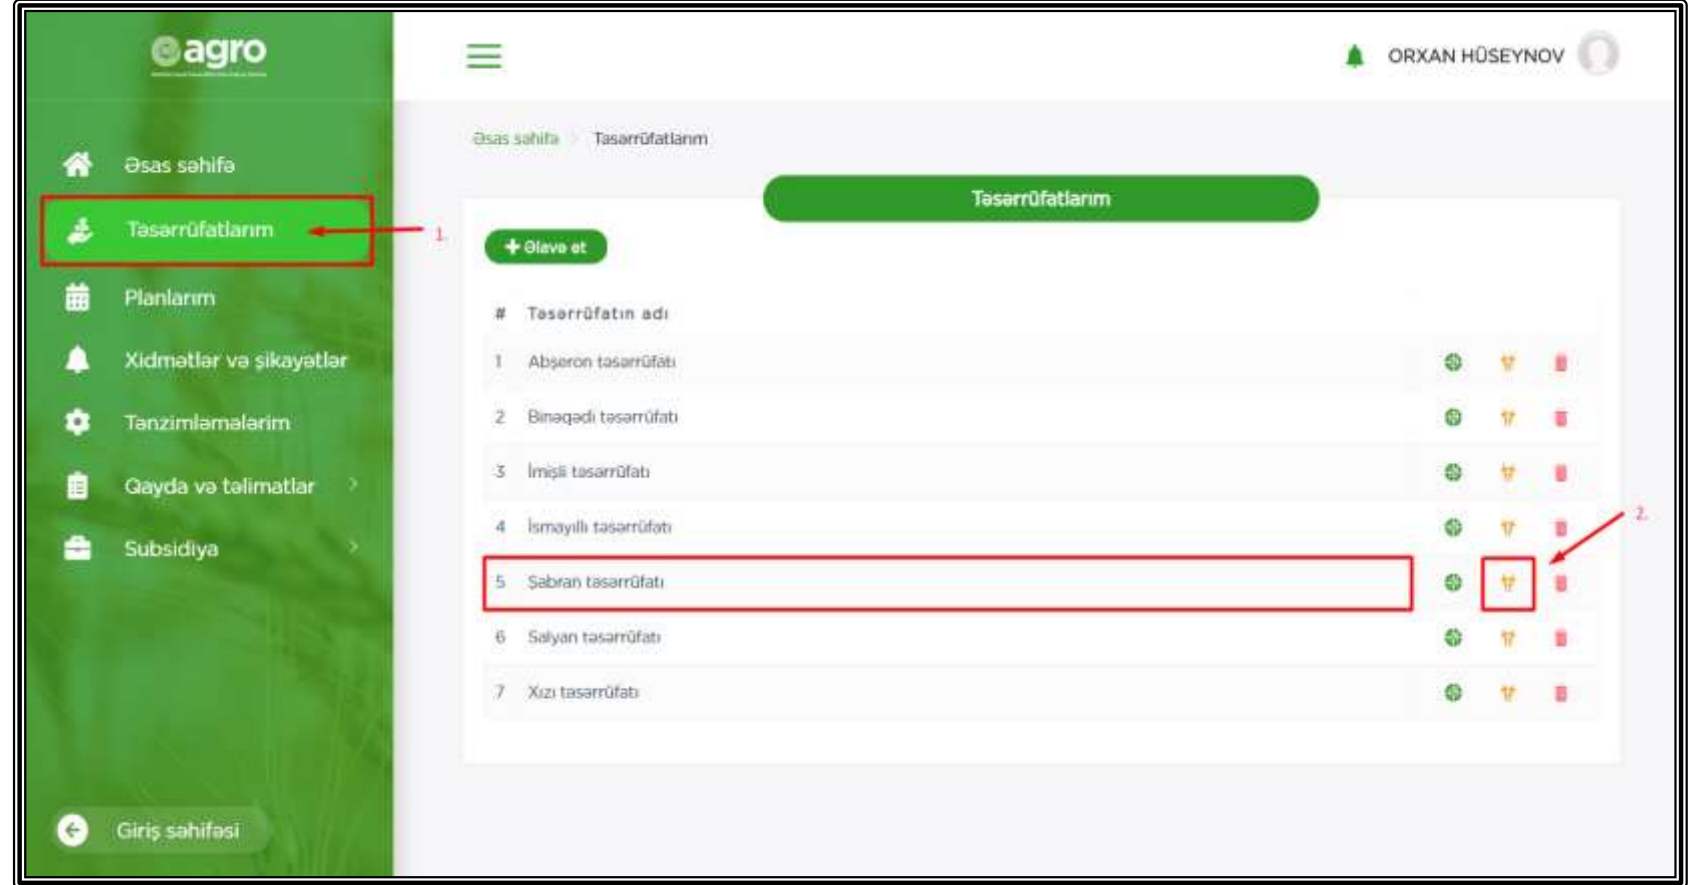 eagro
ORXAN HÜSEYNOV
Əsas səhifə > Təsərrüfatlarım
Əsas səhifə
Təsərrüfatlarım
1.
Planlarım
Xidmətlər və şikayətlər
Tənzimləmələrim
Qayda və təlimatlar >
Subsidiya >
Giriş səhifəsi
Təsərrüfatlarım
+ Əlavə et
# Təsərrüfatın adı
1 Abşeron təsərrüfatı
2 Binəqədi təsərrüfatı
3 İmişli təsərrüfatı
4 İsmayıllı təsərrüfatı
2.
5 Şabran təsərrüfatı
6 Salyan təsərrüfatı
7 Xızı təsərrüfatı